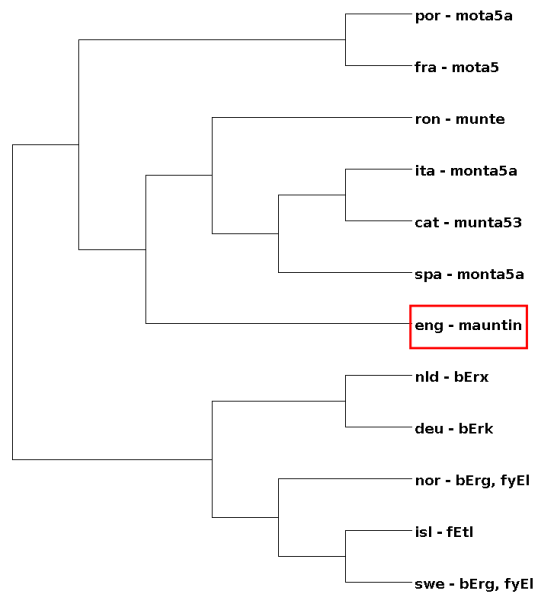 por - mota5a
fra - mota5
ron - munte
ita - monta5a
cat - munta53
spa - monta5a
eng - mauntin
nld - bErx
deu - bErk
nor - bErg, fyEl
isl - fEtl
swe - bErg, fyEl